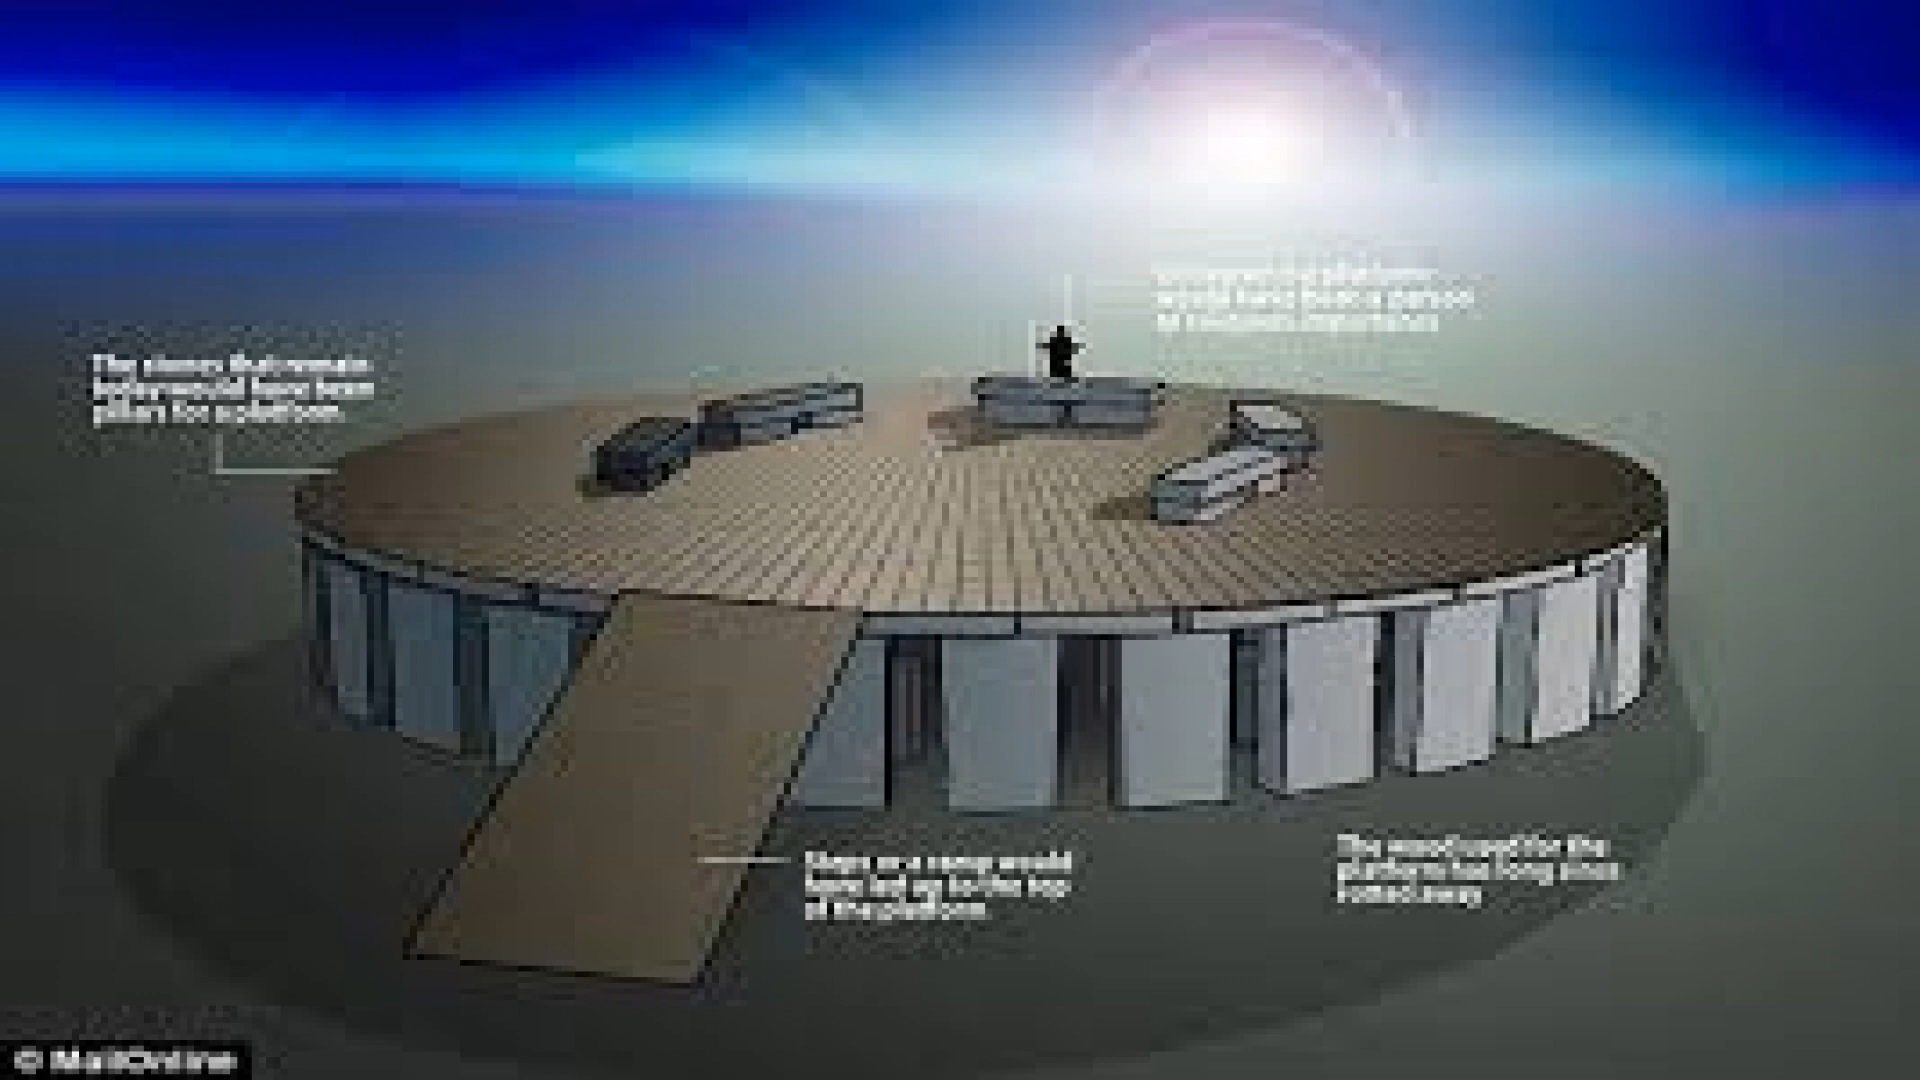 The stones that remain
today would have been
pillars for a platform
platform
would have been a person
of
Steps or a ramp would
have led up to the top
of the platform
The wood used for the
platform has long since
rotted away
© MailOnline